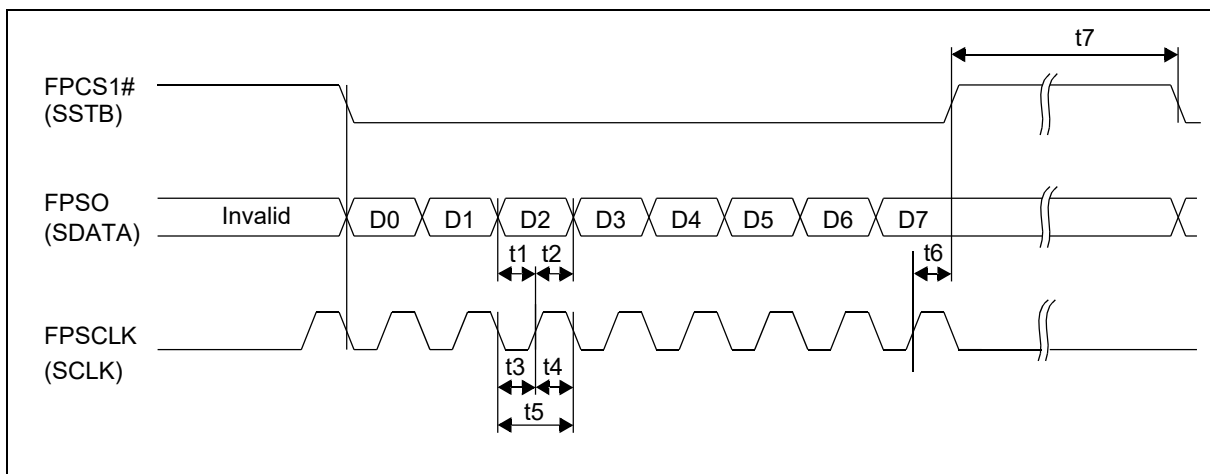 t7
FPCS1#
(SSTB)
FPSO
(SDATA)
Invalid D0 D1 D2 D3 D4 D5 D6 D7
t1 t2 t6
FPSCLK
(SCLK)
t3 t4
t5